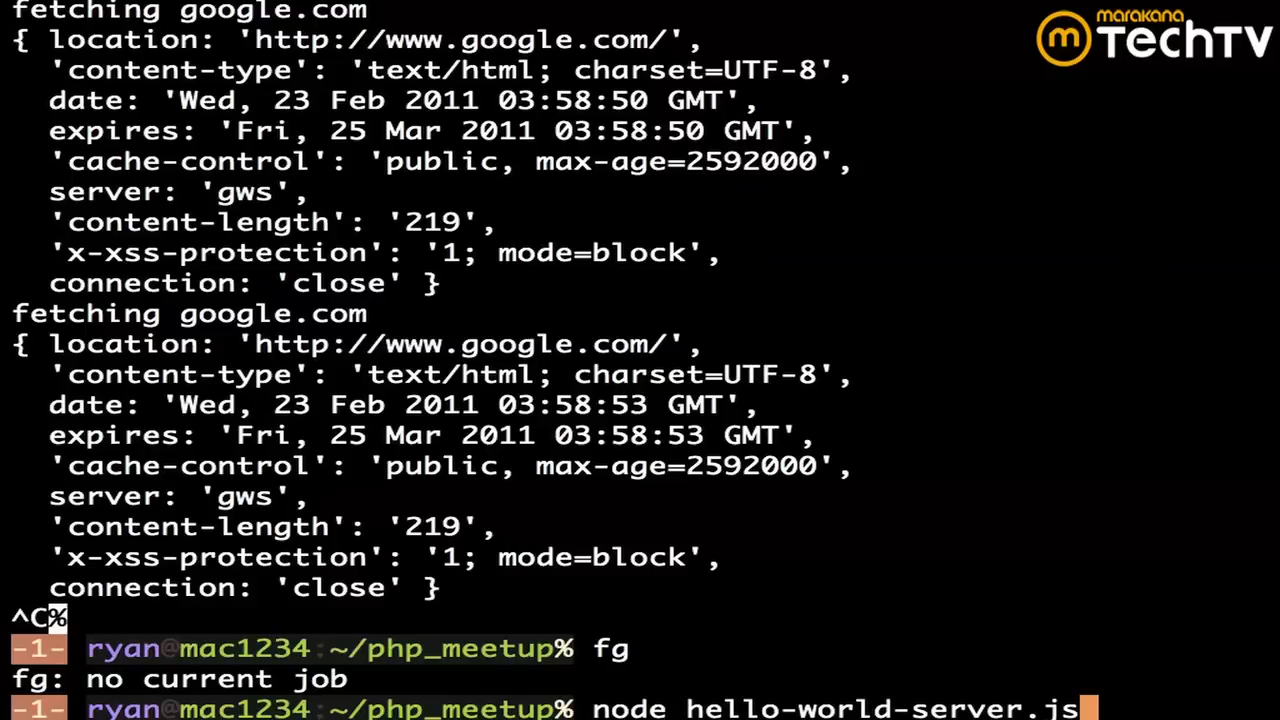 fetching google.com
{ location: 'http://www.google.com/',
'content-type': 'text/html; charset=UTF-8',
date: 'Wed, 23 Feb 2011 03:58:50 GMT',
expires: 'Fri, 25 Mar 2011 03:58:50 GMT',
'cache-control': 'public, max-age=2592000',
server: 'gws',
'content-length': '219',
'x-xss-protection': '1; mode=block',
connection: 'close' }
fetching google.com
{ location: 'http://www.google.com/',
'content-type': 'text/html; charset=UTF-8',
date: 'Wed, 23 Feb 2011 03:58:53 GMT',
expires: 'Fri, 25 Mar 2011 03:58:53 GMT',
'cache-control': 'public, max-age=2592000',
server: 'gws',
'content-length': '219',
'x-xss-protection': '1; mode=block',
connection: 'close' }
^C%
-1- ryan@mac1234:~/php_meetup% fg
fg: no current job
-1- ryan@mac1234:~/php_meetup% node hello-world-server.js
marakana
m TechTV